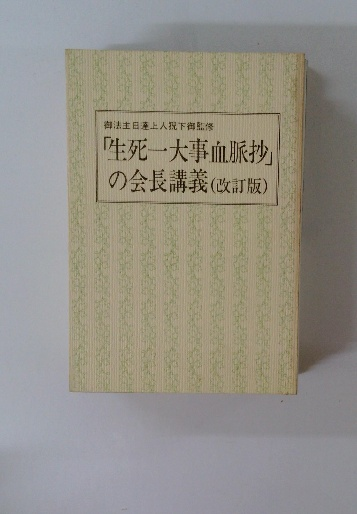 御法主日達上人猊下御監修
「生死一大事血脈抄」
の会長講義(改訂版)